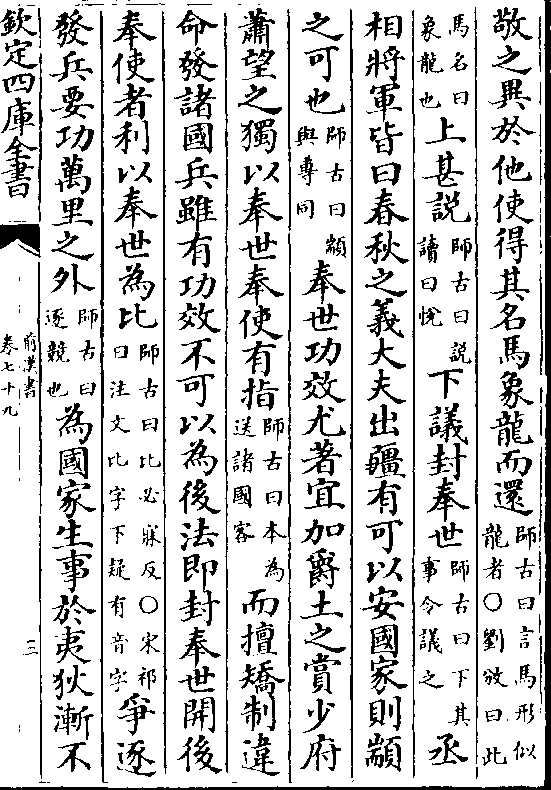 敬之異於他使得其名馬象龍而還師古曰言馬形似龍者○劉攽曰此
馬名曰象龍也上甚説師古曰説讀曰悅下議封奉世師古曰下其事令議之丞
相將軍皆曰春秋之義大夫出疆有可以安國家則顓
之可也師古曰顓與專同奉世功效尤著宜加爵土之賞少府
蕭望之獨以奉世奉使有指師古曰本為送諸國客而擅矯制違
命發諸國兵雖有功效不可以為後法即封奉世開後
奉使者利以奉世為比師古曰比必寐反○宋祁曰注文比字下疑有音字爭逐
發兵要功萬里之外師古曰逐競也為國家生事於夷狄漸不
欽定四庫全書
前漢書卷七十九
三